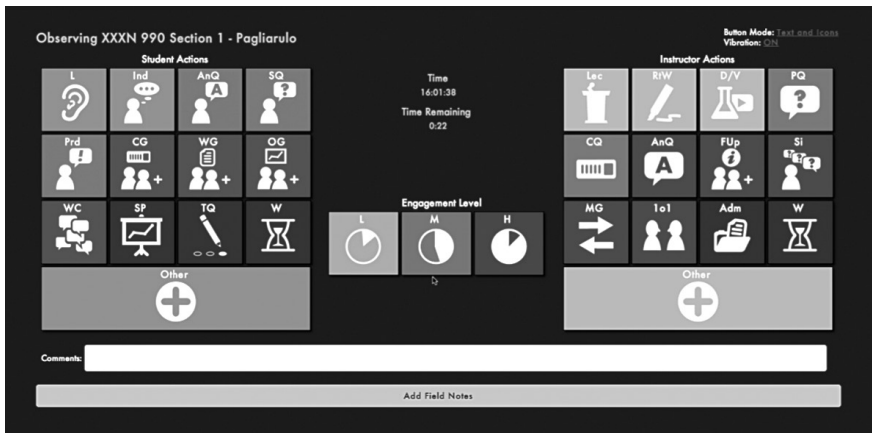 Observing XXXN 990 Section 1 - Pagliarulo
Button Mode: Text and Icons
Vibration: ON
Student Actions
L Ind AnQ SQ
A ?
Prd CG WG OG
!
WC SP TQ W
Other
Time
16:01:38
Time Remaining
0:22
Engagement Level
L M H
Instructor Actions
Lec RtW D/V PQ
?
CQ AnQ FUp Si
A i ? ? ?
MG 1o1 Adm W
Other
Comments:
Add Field Notes